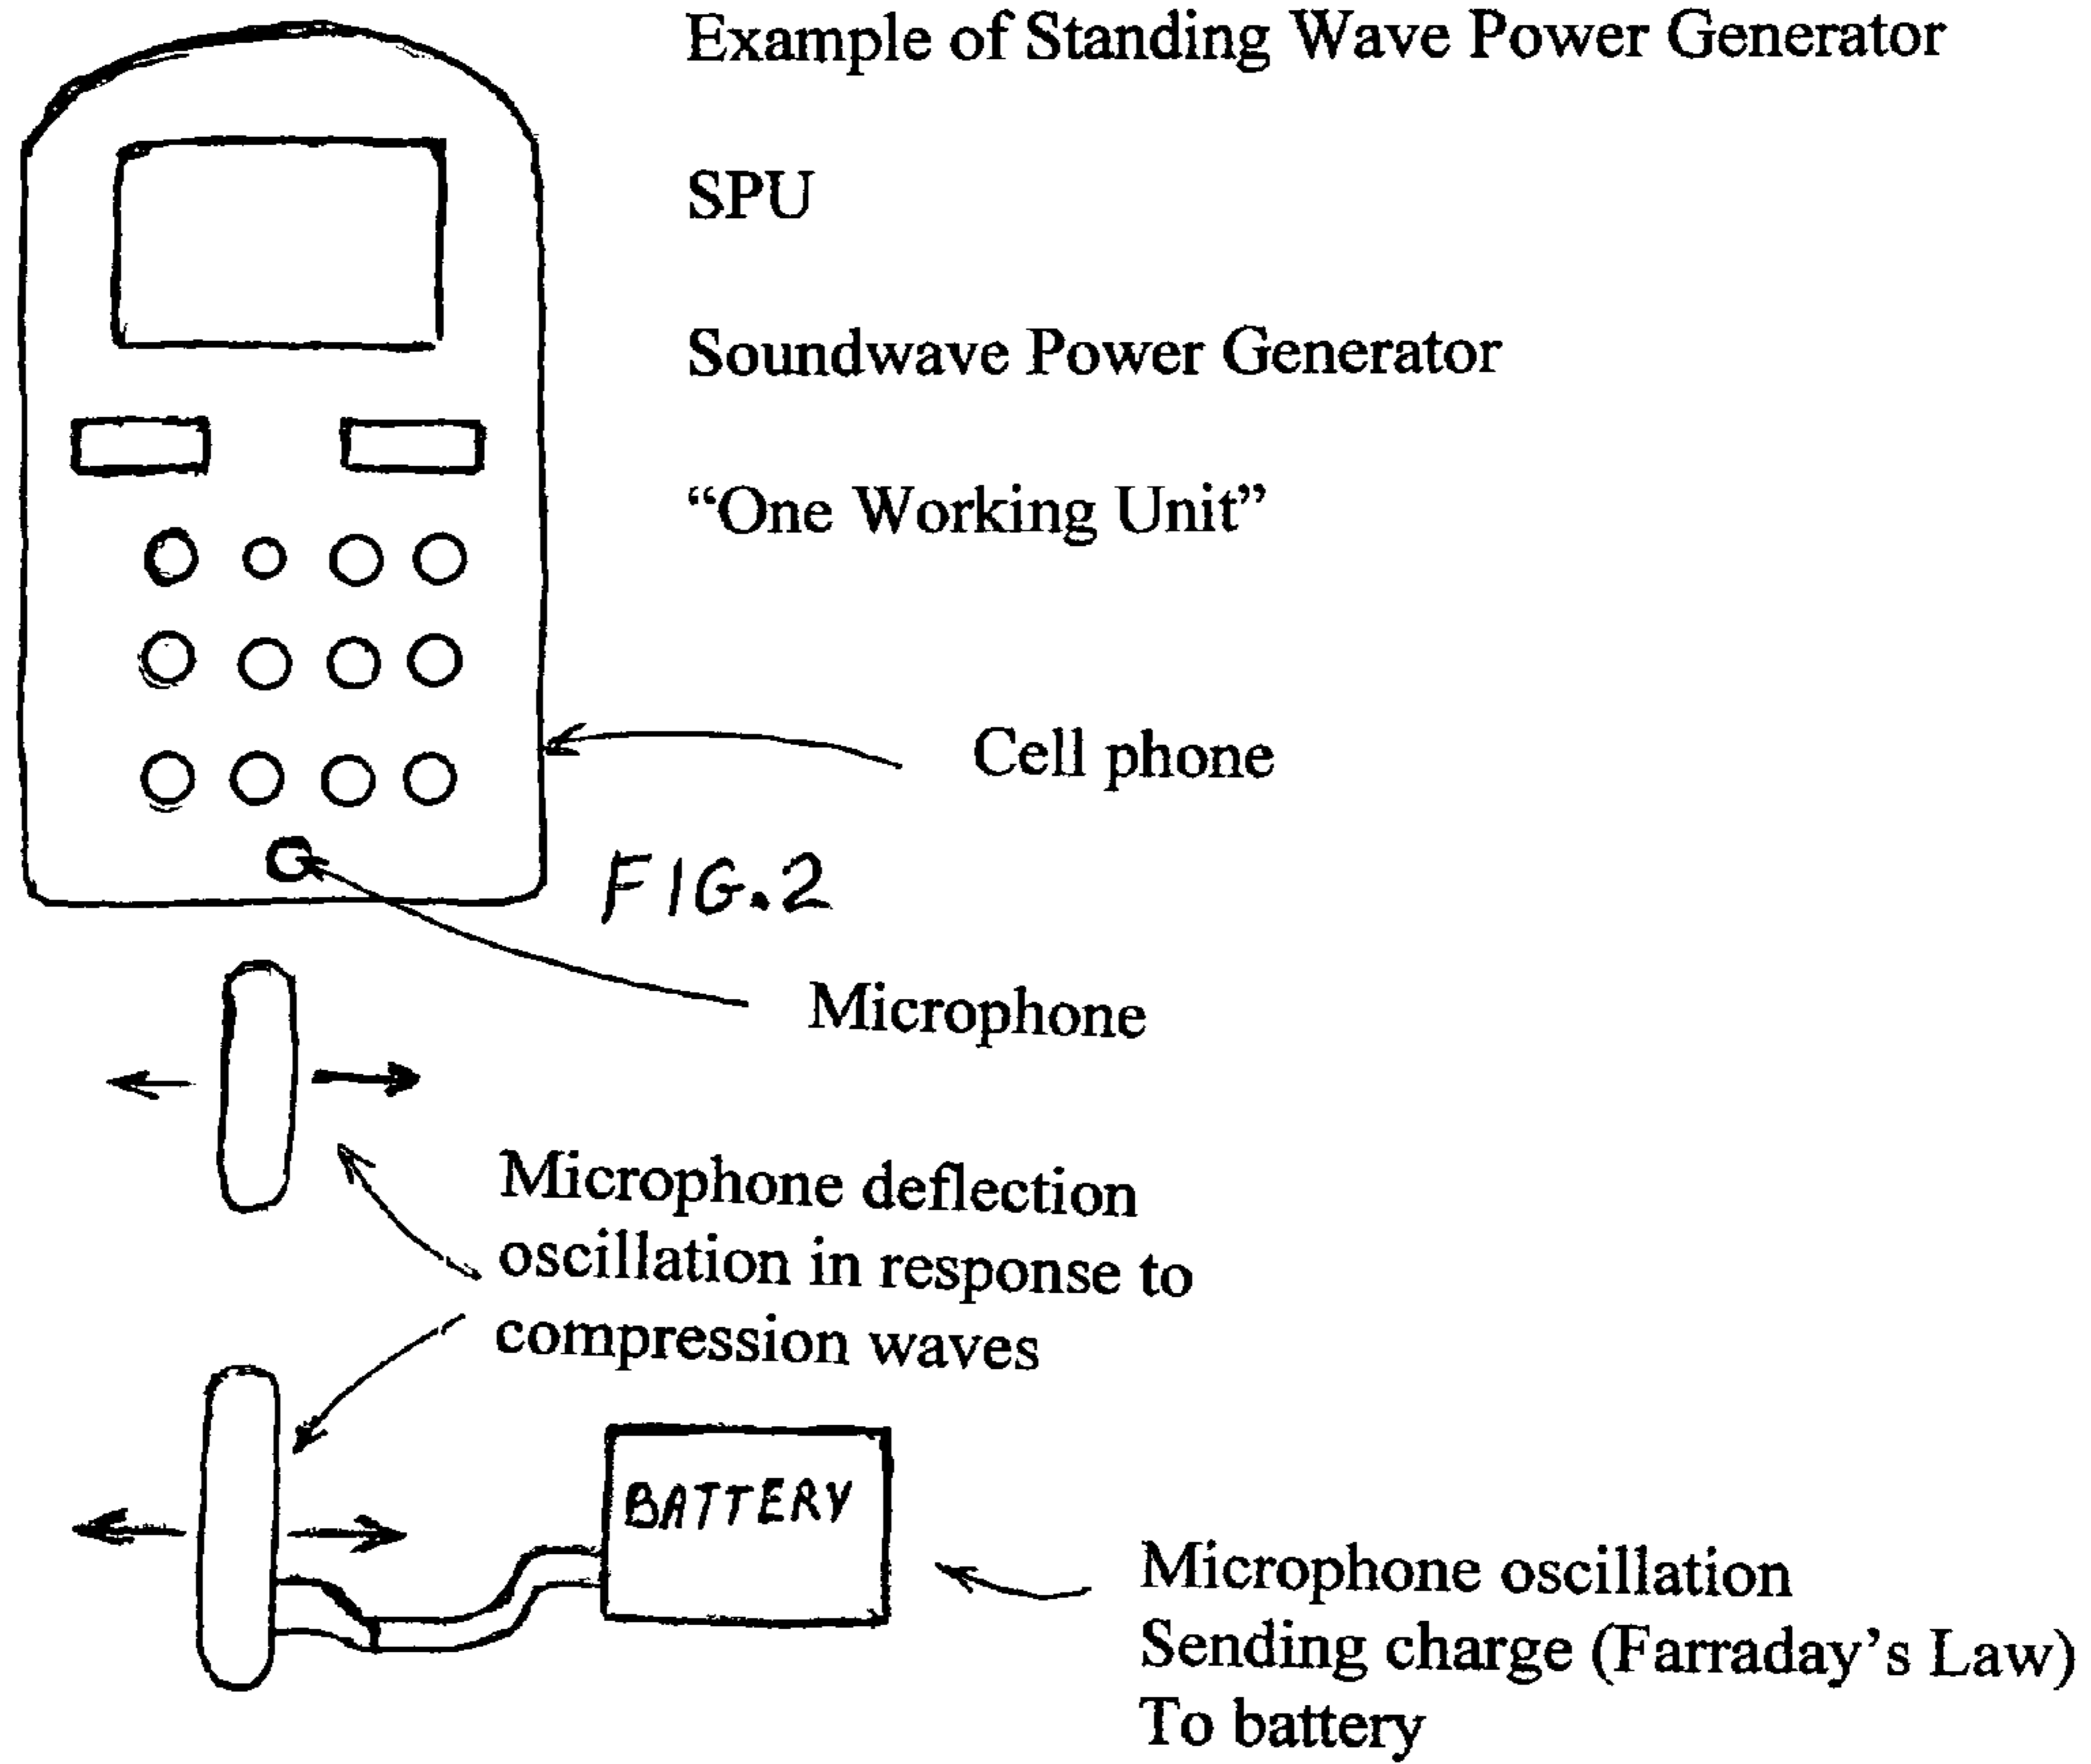 Example of Standing Wave Power Generator
SPU
Soundwave Power Generator
“One Working Unit”
Cell phone
FIG.2
Microphone
Microphone deflection
oscillation in response to
compression waves
BATTERY
Microphone oscillation
Sending charge (Farraday’s Law)
To battery